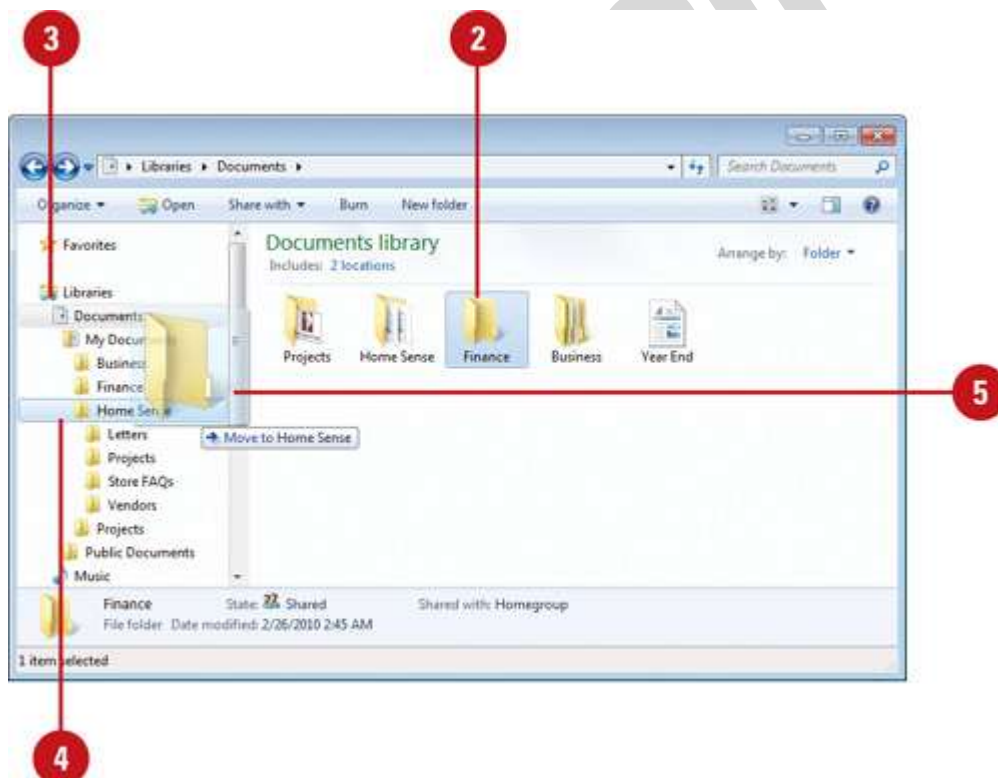 3
2
Libraries Documents
Search Documents
Organize Open Share with Burn New folder
Favorites
Libraries
Documents
My Docum
Business
Finance
Home Sense
Letters
Projects
Store FAQs
Vendors
Projects
Public Documents
Music
Documents library
Includes: 2 locations
Arrange by: Folder
Projects
Home Sense
Finance
Business
Year End
Move to Home Sense
5
Finance State: Shared Shared with: Homegroup
File folder Date modified: 2/26/2010 2:45 AM
1 item selected
4